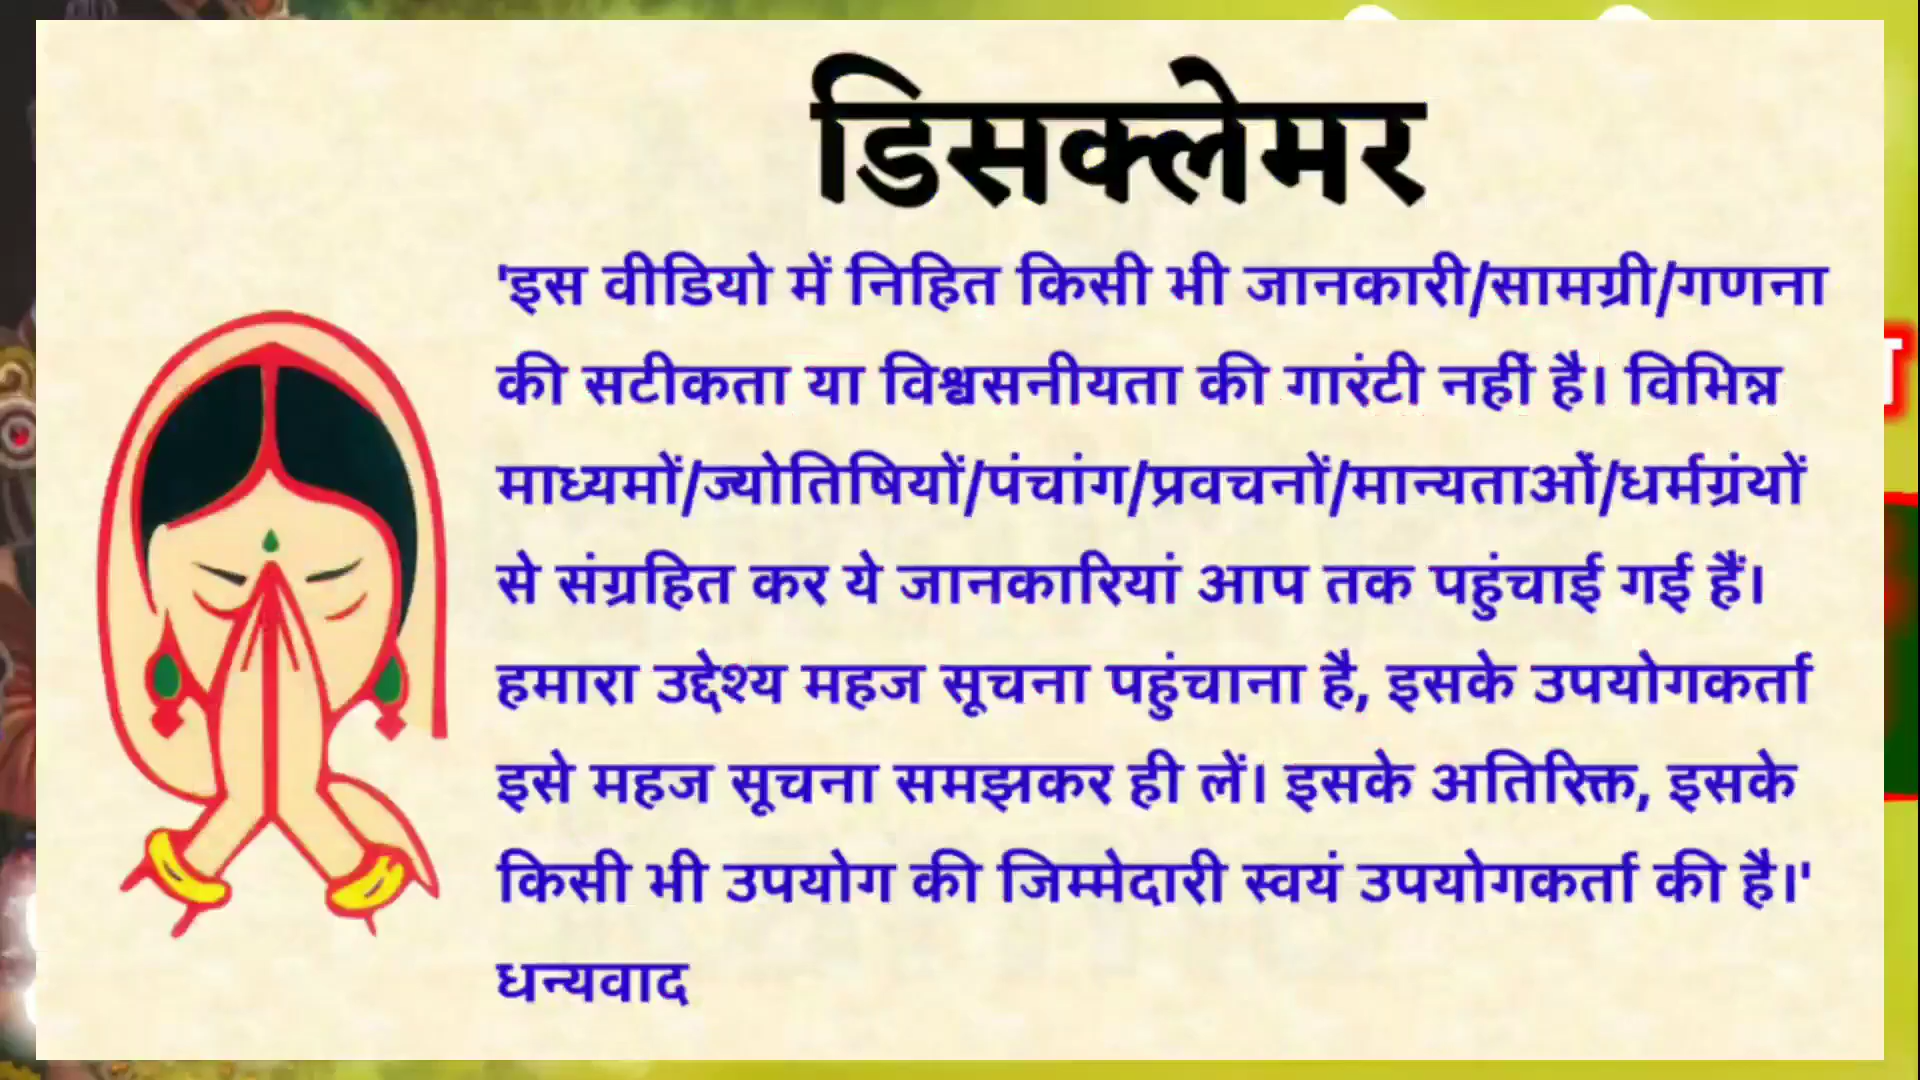 डिसक्लेमर
'इस वीडियो में निहित किसी भी जानकारी/सामग्री/गणना
की सटीकता या विश्वसनीयता की गारंटी नहीं है। विभिन्न
माध्यमों/ज्योतिषियों/पंचांग/प्रवचनों/मान्यताओं/धर्मग्रंथों
से संग्रहित कर ये जानकारियां आप तक पहुंचाई गई हैं।
हमारा उद्देश्य महज सूचना पहुंचाना है, इसके उपयोगकर्ता
इसे महज सूचना समझकर ही लें। इसके अतिरिक्त, इसके
किसी भी उपयोग की जिम्मेदारी स्वयं उपयोगकर्ता की है।'
धन्यवाद